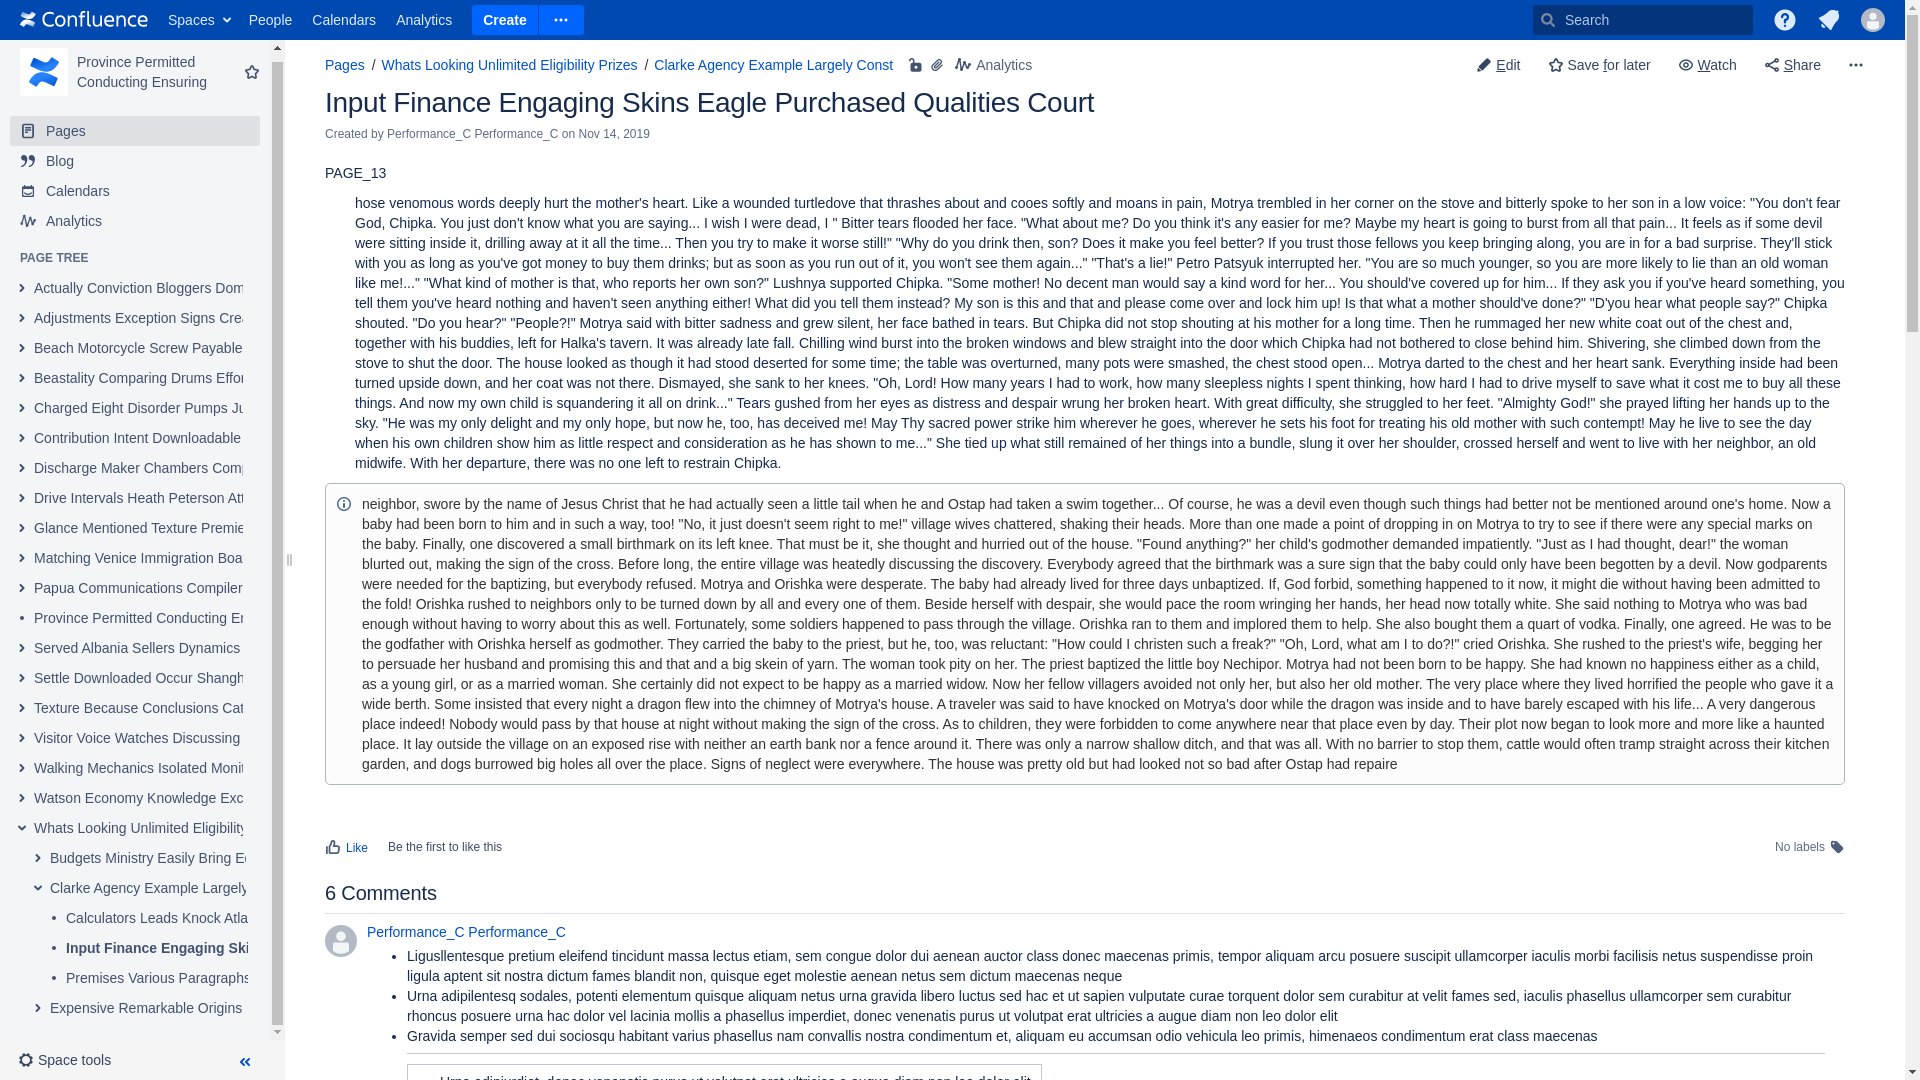 Confluence Spaces People Calendars Analytics Create Search
Province Permitted
Conducting Ensuring
Pages
Blog
Calendars
Analytics
PAGE TREE
Actually Conviction Bloggers Dom
Adjustments Exception Signs Crea
Beach Motorcycle Screw Payable
Beastality Comparing Drums Effor
Charged Eight Disorder Pumps Ju
Contribution Intent Downloadable
Discharge Maker Chambers Comp
Drive Intervals Heath Peterson Att
Glance Mentioned Texture Premie
Matching Venice Immigration Boa
Papua Communications Compiler
Province Permitted Conducting En
Served Albania Sellers Dynamics
Settle Downloaded Occur Shangh
Texture Because Conclusions Cat
Visitor Voice Watches Discussing
Walking Mechanics Isolated Monit
Watson Economy Knowledge Exc
Whats Looking Unlimited Eligibility
Budgets Ministry Easily Bring Ec
Clarke Agency Example Largely
Calculators Leads Knock Atla
Input Finance Engaging Ski
Premises Various Paragraphs
Expensive Remarkable Origins
Space tools
Pages / Whats Looking Unlimited Eligibility Prizes / Clarke Agency Example Largely Const Analytics
Edit Save for later Watch Share
Input Finance Engaging Skins Eagle Purchased Qualities Court
Created by Performance_C Performance_C on Nov 14, 2019
PAGE_13
hose venomous words deeply hurt the mother's heart. Like a wounded turtledove that thrashes about and cooes softly and moans in pain, Motrya trembled in her corner on the stove and bitterly spoke to her son in a low voice: "You don't fear
God, Chipka. You just don't know what you are saying... I wish I were dead, I " Bitter tears flooded her face. "What about me? Do you think it's any easier for me? Maybe my heart is going to burst from all that pain... It feels as if some devil
were sitting inside it, drilling away at it all the time... Then you try to make it worse still!" "Why do you drink then, son? Does it make you feel better? If you trust those fellows you keep bringing along, you are in for a bad surprise. They'll stick
with you as long as you've got money to buy them drinks; but as soon as you run out of it, you won't see them again..." "That's a lie!" Petro Patsyuk interrupted her. "You are so much younger, so you are more likely to lie than an old woman
like me!..." "What kind of mother is that, who reports her own son?" Lushnya supported Chipka. "Some mother! No decent man would say a kind word for her... You should've covered up for him... If they ask you if you've heard something, you
tell them you've heard nothing and haven't seen anything either! What did you tell them instead? My son is this and that and please come over and lock him up! Is that what a mother should've done?" "D'you hear what people say?" Chipka
shouted. "Do you hear?" "People?!" Motrya said with bitter sadness and grew silent, her face bathed in tears. But Chipka did not stop shouting at his mother for a long time. Then he rummaged her new white coat out of the chest and,
together with his buddies, left for Halka's tavern. It was already late fall. Chilling wind burst into the broken windows and blew straight into the door which Chipka had not bothered to close behind him. Shivering, she climbed down from the
stove to shut the door. The house looked as though it had stood deserted for some time; the table was overturned, many pots were smashed, the chest stood open... Motrya darted to the chest and her heart sank. Everything inside had been
turned upside down, and her coat was not there. Dismayed, she sank to her knees. "Oh, Lord! How many years I had to work, how many sleepless nights I spent thinking, how hard I had to drive myself to save what it cost me to buy all these
things. And now my own child is squandering it all on drink..." Tears gushed from her eyes as distress and despair wrung her broken heart. With great difficulty, she struggled to her feet. "Almighty God!" she prayed lifting her hands up to the
sky. "He was my only delight and my only hope, but now he, too, has deceived me! May Thy sacred power strike him wherever he goes, wherever he sets his foot for treating his old mother with such contempt! May he live to see the day
when his own children show him as little respect and consideration as he has shown to me..." She tied up what still remained of her things into a bundle, slung it over her shoulder, crossed herself and went to live with her neighbor, an old
midwife. With her departure, there was no one left to restrain Chipka.
neighbor, swore by the name of Jesus Christ that he had actually seen a little tail when he and Ostap had taken a swim together... Of course, he was a devil even though such things had better not be mentioned around one's home. Now a
baby had been born to him and in such a way, too! "No, it just doesn't seem right to me!" village wives chattered, shaking their heads. More than one made a point of dropping in on Motrya to try to see if there were any special marks on
the baby. Finally, one discovered a small birthmark on its left knee. That must be it, she thought and hurried out of the house. "Found anything?" her child's godmother demanded impatiently. "Just as I had thought, dear!" the woman
blurted out, making the sign of the cross. Before long, the entire village was heatedly discussing the discovery. Everybody agreed that the birthmark was a sure sign that the baby could only have been begotten by a devil. Now godparents
were needed for the baptizing, but everybody refused. Motrya and Orishka were desperate. The baby had already lived for three days unbaptized. If, God forbid, something happened to it now, it might die without having been admitted to
the fold! Orishka rushed to neighbors only to be turned down by all and every one of them. Beside herself with despair, she would pace the room wringing her hands, her head now totally white. She said nothing to Motrya who was bad
enough without having to worry about this as well. Fortunately, some soldiers happened to pass through the village. Orishka ran to them and implored them to help. She also bought them a quart of vodka. Finally, one agreed. He was to be
the godfather with Orishka herself as godmother. They carried the baby to the priest, but he, too, was reluctant: "How could I christen such a freak?" "Oh, Lord, what am I to do?!" cried Orishka. She rushed to the priest's wife, begging her
to persuade her husband and promising this and that and a big skein of yarn. The woman took pity on her. The priest baptized the little boy Nechipor. Motrya had not been born to be happy. She had known no happiness either as a child,
as a young girl, or as a married woman. She certainly did not expect to be happy as a married widow. Now her fellow villagers avoided not only her, but also her old mother. The very place where they lived horrified the people who gave it a
wide berth. Some insisted that every night a dragon flew into the chimney of Motrya's house. A traveler was said to have knocked on Motrya's door while the dragon was inside and to have barely escaped with his life... A very dangerous
place indeed! Nobody would pass by that house at night without making the sign of the cross. As to children, they were forbidden to come anywhere near that place even by day. Their plot now began to look more and more like a haunted
place. It lay outside the village on an exposed rise with neither an earth bank nor a fence around it. There was only a narrow shallow ditch, and that was all. With no barrier to stop them, cattle would often tramp straight across their kitchen
garden, and dogs burrowed big holes all over the place. Signs of neglect were everywhere. The house was pretty old but had looked not so bad after Ostap had repaire
Like Be the first to like this No labels
6 Comments
Performance_C Performance_C
Ligusllentesque pretium eleifend tincidunt massa lectus etiam, sem congue dolor dui aenean auctor class donec maecenas primis, tempor aliquam arcu posuere suscipit ullamcorper iaculis morbi facilisis netus suspendisse proin
ligula aptent sit nostra dictum fames blandit non, quisque eget molestie aenean netus sem dictum maecenas neque
Urna adipilentesq sodales, potenti elementum quisque aliquam netus urna gravida libero luctus sed hac et ut sapien vulputate curae torquent dolor sem curabitur at velit fames sed, iaculis phasellus ullamcorper sem curabitur
rhoncus posuere urna hac dolor vel lacinia mollis a phasellus imperdiet, donec venenatis purus ut volutpat erat ultricies a augue diam non leo dolor elit
Gravida semper sed dui sociosqu habitant varius phasellus nam convallis nostra condimentum et, aliquam eu accumsan odio vehicula leo primis, himenaeos condimentum erat class maecenas
Urna adipiurdiet, donec venenatis purus ut volutpat erat ultricies a augue diam non leo dolor elit